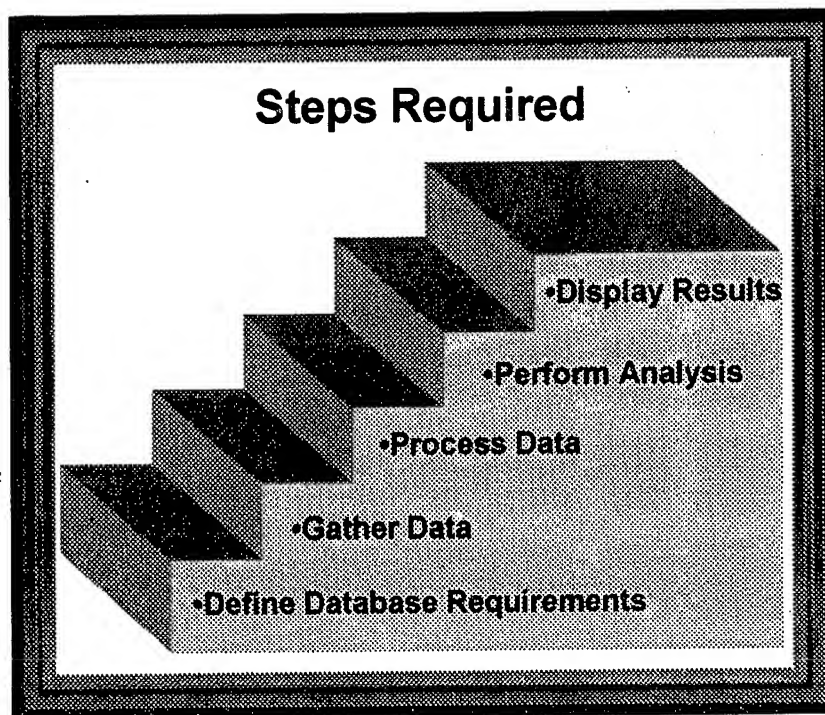 Steps Required
•Display Results
•Perform Analysis
•Process Data
•Gather Data
•Define Database Requirements